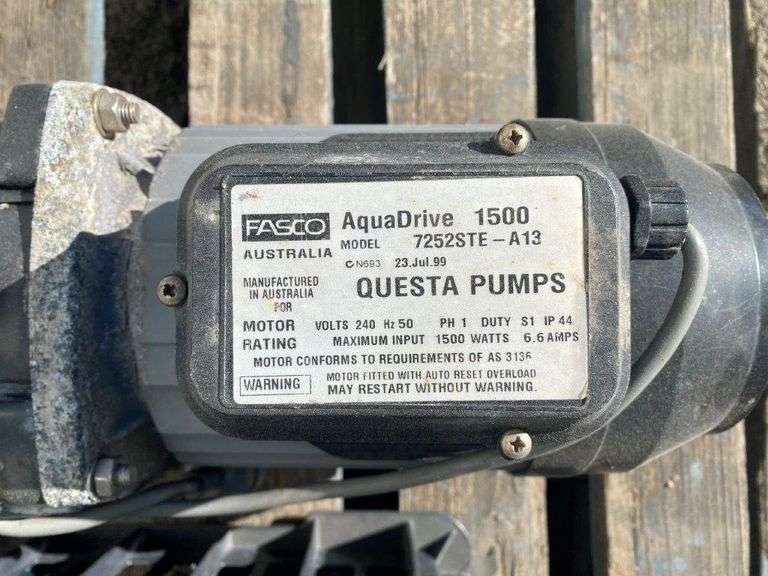 FASCO AquaDrive 1500
AUSTRALIA MODEL 7252STE-A13
N693 23.Jul.99
MANUFACTURED
IN AUSTRALIA
FOR
QUESTA PUMPS
MOTOR VOLTS 240 Hz 50 PH 1 DUTY S1 IP 44
RATING MAXIMUM INPUT 1500 WATTS 6.6 AMPS
MOTOR CONFORMS TO REQUIREMENTS OF AS 3136
WARNING MOTOR FITTED WITH AUTO RESET OVERLOAD
MAY RESTART WITHOUT WARNING.